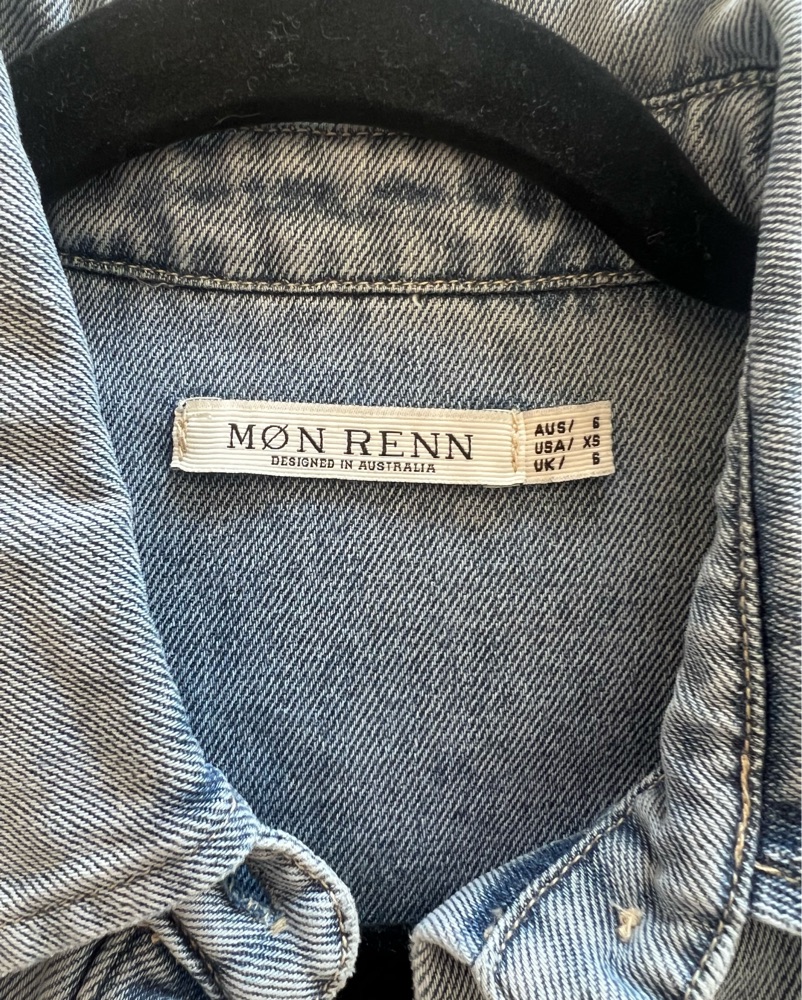 MØN RENN
DESIGNED IN AUSTRALIA
AUS/ 6
USA/ XS
UK/ 6